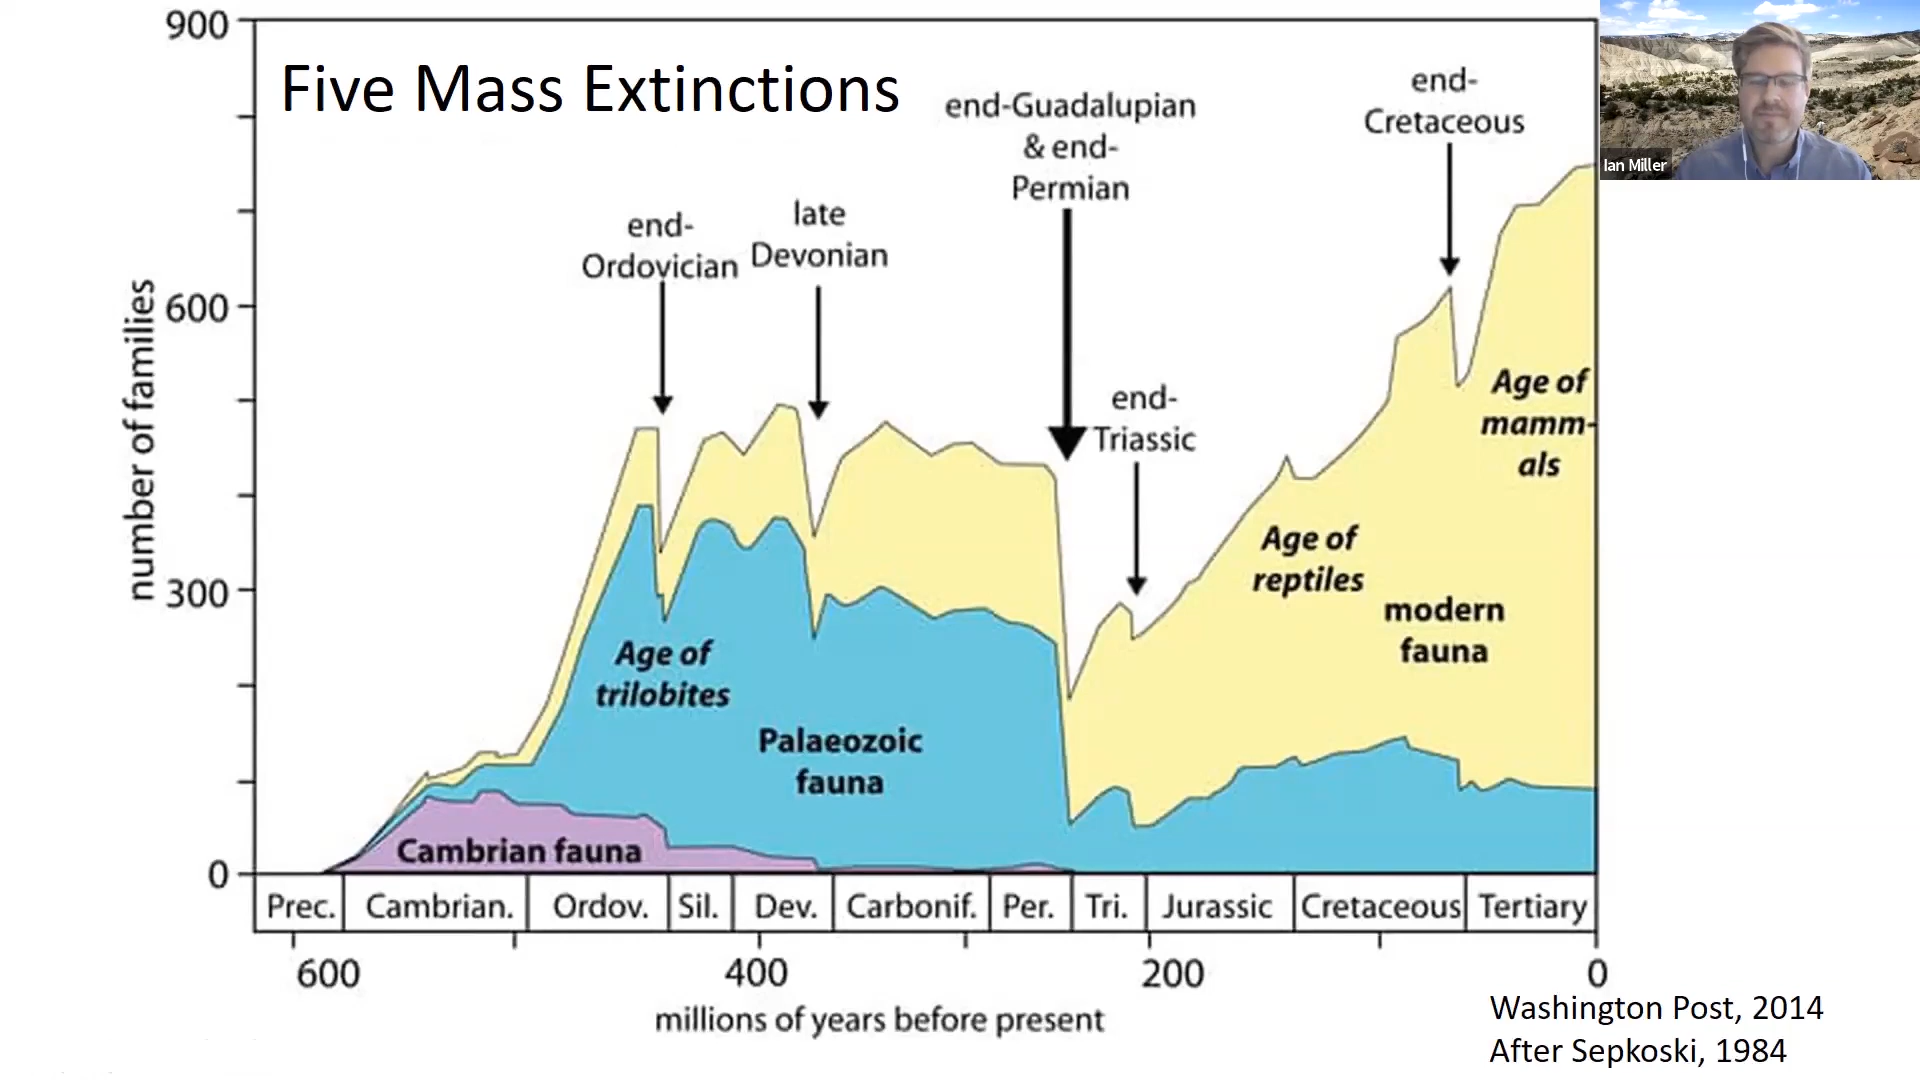 900
Five Mass Extinctions
end-
Cretaceous
end-Guadalupian
& end-
Permian
Ian Miller
end-
Ordovician
late
Devonian
number of families
600
end-
Triassic
Age of
mamm-
als
Age of
reptiles
modern
fauna
300
Age of
trilobites
Palaeozoic
fauna
Cambrian fauna
0
Prec. Cambrian. Ordov. Sil. Dev. Carbonif. Per. Tri. Jurassic Cretaceous Tertiary
600 400 200 0
millions of years before present
Washington Post, 2014
After Sepkoski, 1984